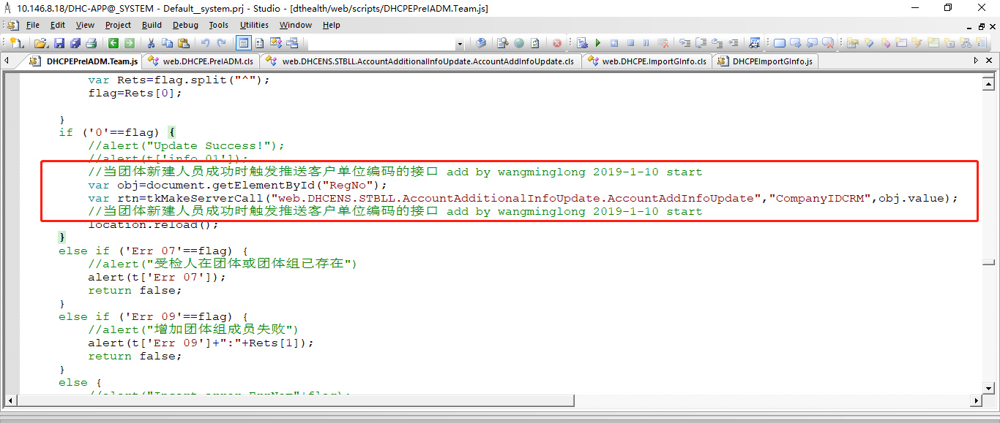 10.146.8.18/DHC-APP@_SYSTEM - Default__system.prj - Studio - [dthealth/web/scripts/DHCPEPreIADM.Team.js]
File Edit View Project Build Debug Tools Utilities Window Help
DHCPEPreIADM.Team.js web.DHCPE.PreIADM.cls web.DHCENS.STBLL.AccountAdditionalInfoUpdate.AccountAddInfoUpdate.cls web.DHCPE.ImportGInfo.cls DHCPEImportGInfo.js
var Rets=flag.split("^");
flag=Rets[0];
}
if ('0'==flag) {
//alert("Update Success!");
//alert(t['info 01']);
//当团体新建人员成功时触发推送客户单位编码的接口 add by wangminglong 2019-1-10 start
var obj=document.getElementById("RegNo");
var rtn=tkMakeServerCall("web.DHCENS.STBLL.AccountAdditionalInfoUpdate.AccountAddInfoUpdate","CompanyIDCRM",obj.value);
//当团体新建人员成功时触发推送客户单位编码的接口 add by wangminglong 2019-1-10 start
location.reload();
}
else if ('Err 07'==flag) {
//alert("受检人在团体或团体组已存在")
alert(t['Err 07']);
return false;
}
else if ('Err 09'==flag) {
//alert("增加团体组成员失败")
alert(t['Err 09']+":"+Rets[1]);
return false;
}
else {
//alert("Insert error.ErrNo="+flag);